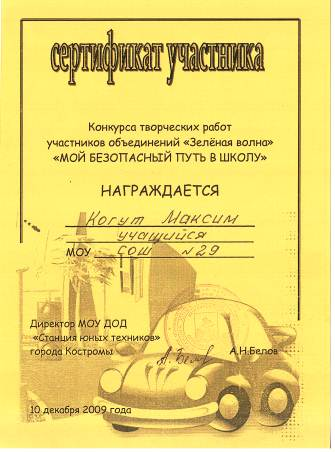 сертификат участника
Конкурса творческих работ
участников объединений «Зелёная волна»
«МОЙ БЕЗОПАСНЫЙ ПУТЬ В ШКОЛУ»
НАГРАЖДАЕТСЯ
Когут Максим
учащийся
МОУ СОШ №29
Директор МОУ ДОД
«Станция юных техников»
города Костромы А.Белов А.Н.Белов
10 декабря 2009 года